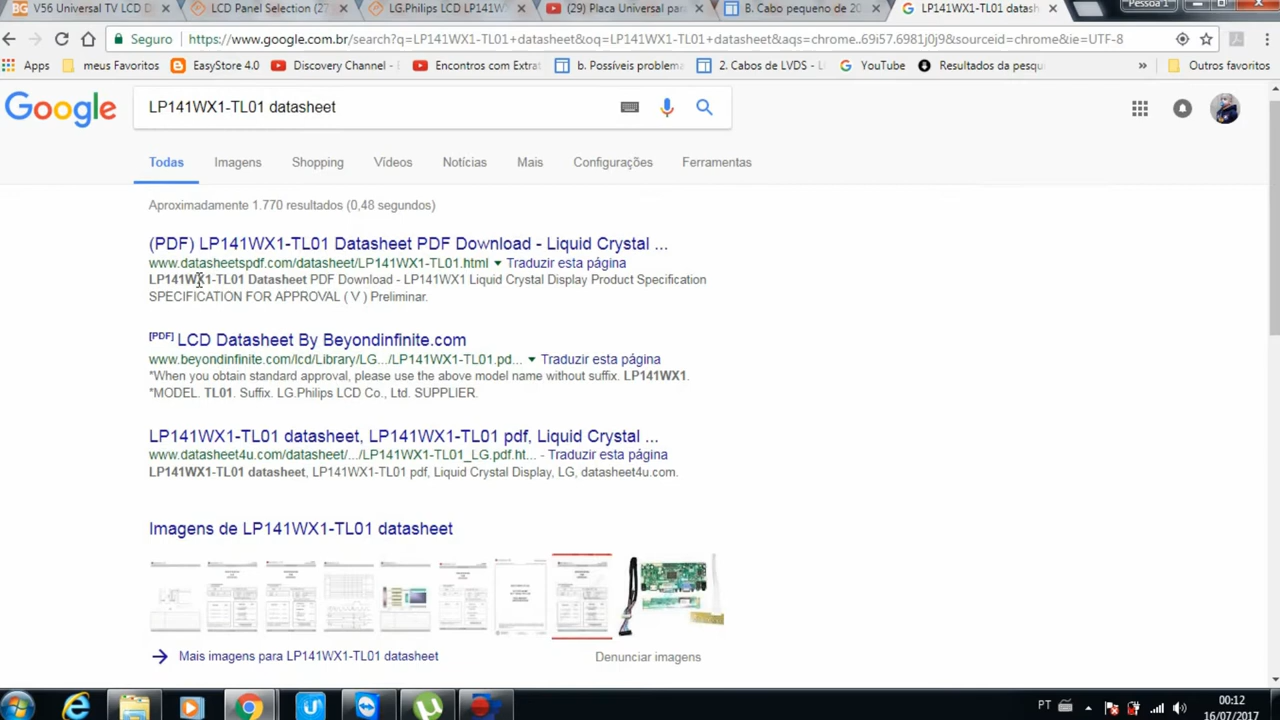 V56 Universal TV LCD D
LCD Panel Selection (27
LG.Philips LCD LP141W
(29) Placa Universal para
B. Cabo pequeno de 20
LP141WX1-TL01 datash
Pessoa 1
Seguro
https://www.google.com.br/search?q=LP141WX1-TL01+datasheet&oq=LP141WX1-TL01+datasheet&aqs=chrome..69i57.6981j0j9&sourceid=chrome&ie=UTF-8
Apps
meus Favoritos
EasyStore 4.0
Discovery Channel -
Encontros com Extrat
b. Possíveis problema
2. Cabos de LVDS - L
YouTube
Resultados da pesqu
»
Outros favoritos
Google
LP141WX1-TL01 datasheet
Todas Imagens Shopping Vídeos Notícias Mais Configurações Ferramentas
Aproximadamente 1.770 resultados (0,48 segundos)
(PDF) LP141WX1-TL01 Datasheet PDF Download - Liquid Crystal ...
www.datasheetspdf.com/datasheet/LP141WX1-TL01.html ▼ Traduzir esta página
LP141WX1-TL01 Datasheet PDF Download - LP141WX1 Liquid Crystal Display Product Specification
SPECIFICATION FOR APPROVAL ( V ) Preliminar.
[PDF] LCD Datasheet By Beyondinfinite.com
www.beyondinfinite.com/lcd/Library/LG.../LP141WX1-TL01.pd... ▼ Traduzir esta página
*When you obtain standard approval, please use the above model name without suffix. LP141WX1.
*MODEL. TL01. Suffix. LG.Philips LCD Co., Ltd. SUPPLIER.
LP141WX1-TL01 datasheet, LP141WX1-TL01 pdf, Liquid Crystal ...
www.datasheet4u.com/datasheet/.../LP141WX1-TL01_LG.pdf.ht... - Traduzir esta página
LP141WX1-TL01 datasheet, LP141WX1-TL01 pdf, Liquid Crystal Display, LG, datasheet4u.com.
Imagens de LP141WX1-TL01 datasheet
Mais imagens para LP141WX1-TL01 datasheet
Denunciar imagens
PT
00:12
16/07/2017